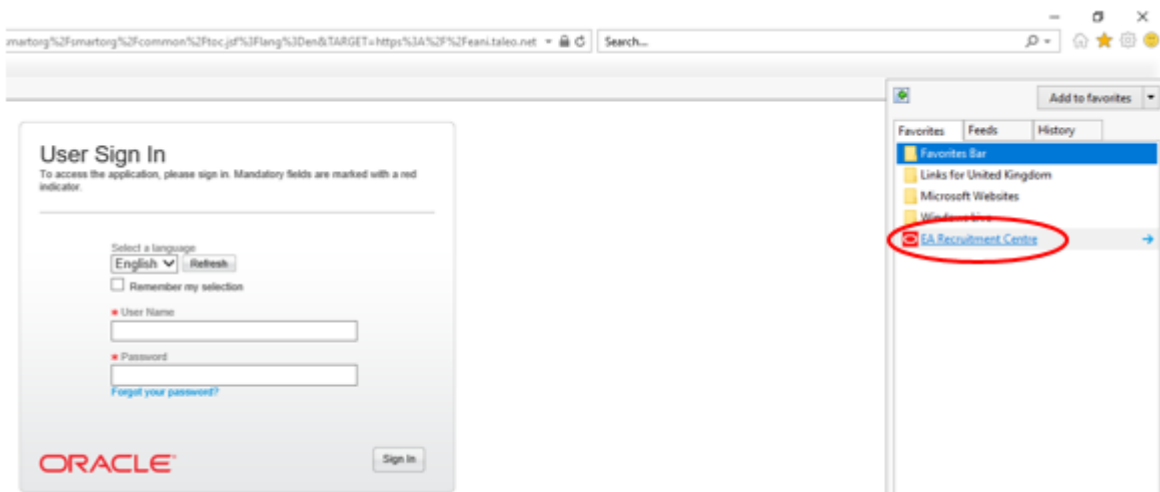 smartorg%2Fsmartorg%2Fcommon%2Ftoc.jsf%3Flang%3Den&TARGET=https%3A%2F%2Feani.taleo.net
Search...
Add to favorites
Favorites Feeds History
Favorites Bar
Links for United Kingdom
Microsoft Websites
Windows Live
EA Recruitment Centre
User Sign In
To access the application, please sign in. Mandatory fields are marked with a red
indicator.
Select a language
English Refresh
Remember my selection
* User Name
* Password
Forgot your password?
ORACLE
Sign In